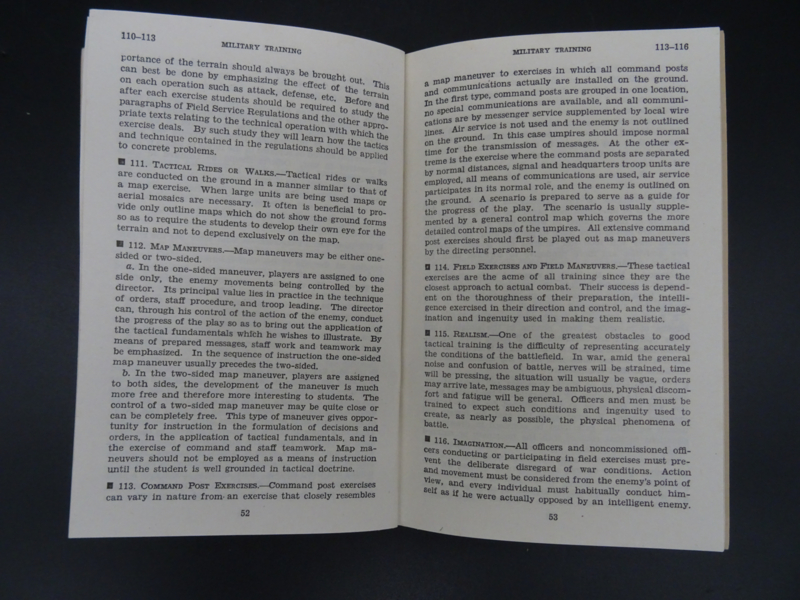 110–113
MILITARY TRAINING
portance of the terrain should always be brought out. This
can best be done by emphasizing the effect of the terrain
on each operation such as attack, defense, etc. Before and
after each exercise students should be required to study the
paragraphs of Field Service Regulations and the other appro-
priate texts relating to the technical operation with which the
exercise deals. By such study they will learn how the tactics
and technique contained in the regulations should be applied
to concrete problems.
■ 111. TACTICAL RIDES OR WALKS.—Tactical rides or walks
are conducted on the ground in a manner similar to that of
a map exercise. When large units are being used maps or
aerial mosaics are necessary. It often is beneficial to pro-
vide only outline maps which do not show the ground forms
so as to require the students to develop their own eye for the
terrain and not to depend exclusively on the map.
■ 112. MAP MANEUVERS.—Map maneuvers may be either one-
sided or two-sided.
a. In the one-sided maneuver, players are assigned to one
side only, the enemy movements being controlled by the
director. Its principal value lies in practice in the technique
of orders, staff procedure, and troop leading. The director
can, through his control of the action of the enemy, conduct
the progress of the play so as to bring out the application of
the tactical fundamentals which he wishes to illustrate. By
means of prepared messages, staff work and teamwork may
be emphasized. In the sequence of instruction the one-sided
map maneuver usually precedes the two-sided.
b. In the two-sided map maneuver, players are assigned
to both sides, the development of the maneuver is much
more free and therefore more interesting to students. The
control of a two-sided map maneuver may be quite close or
can be completely free. This type of maneuver gives oppor-
tunity for instruction in the formulation of decisions and
orders, in the application of tactical fundamentals, and in
the exercise of command and staff teamwork. Map ma-
neuvers should not be employed as a means of instruction
until the student is well grounded in tactical doctrine.
■ 113. COMMAND POST EXERCISES.—Command post exercises
can vary in nature from an exercise that closely resembles
52
MILITARY TRAINING
113–116
a map maneuver to exercises in which all command posts
and communications actually are installed on the ground.
In the first type, command posts are grouped in one location,
no special communications are available, and all communi-
cations are by messenger service supplemented by local wire
lines. Air service is not used and the enemy is not outlined
on the ground. In this case umpires should impose normal
time for the transmission of messages. At the other ex-
treme is the exercise where the command posts are separated
by normal distances, signal and headquarters troop units are
employed, all means of communications are used, air service
participates in its normal role, and the enemy is outlined on
the ground. A scenario is prepared to serve as a guide for
the progress of the play. The scenario is usually supple-
mented by a general control map which governs the more
detailed control maps of the umpires. All extensive command
post exercises should first be played out as map maneuvers
by the directing personnel.
■ 114. FIELD EXERCISES AND FIELD MANEUVERS.—These tactical
exercises are the acme of all training since they are the
closest approach to actual combat. Their success is depend-
ent on the thoroughness of their preparation, the intelli-
gence exercised in their direction and control, and the imag-
ination and ingenuity used in making them realistic.
■ 115. REALISM.—One of the greatest obstacles to good
tactical training is the difficulty of representing accurately
the conditions of the battlefield. In war, amid the general
noise and confusion of battle, nerves will be strained, time
will be pressing, the situation will usually be vague, orders
may arrive late, messages may be ambiguous, physical discom-
fort and fatigue will be general. Officers and men must be
trained to expect such conditions and ingenuity used to
create, as nearly as possible, the physical phenomena of
battle.
■ 116. IMAGINATION.—All officers and noncommissioned offi-
cers conducting or participating in field exercises must pre-
vent the deliberate disregard of war conditions. Action
and movement must be considered from the enemy's point of
view, and every individual must habitually conduct him-
self as if he were actually opposed by an intelligent enemy.
53